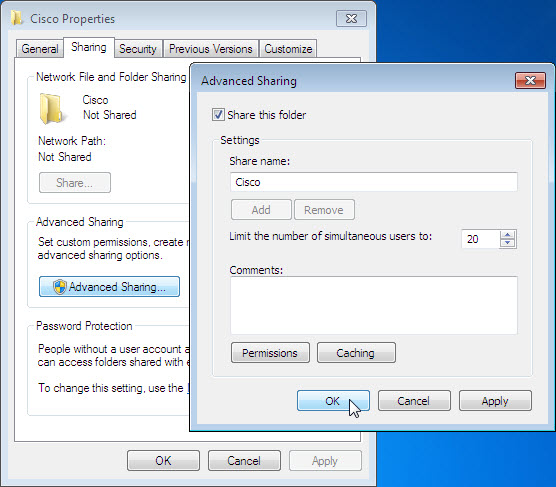 Cisco Properties
General
Sharing
Security
Previous Versions
Customize
Network File and Folder Sharing
Cisco
Not Shared
Network Path:
Not Shared
Share...
Advanced Sharing
Set custom permissions, create
advanced sharing options.
Advanced Sharing...
Password Protection
People without a user account
can access folders shared with
To change this setting, use the
OK
Cancel
Apply
Advanced Sharing
Share this folder
Settings
Share name:
Cisco
Add
Remove
Limit the number of simultaneous users to:
20
Comments:
Permissions
Caching
OK
Cancel
Apply